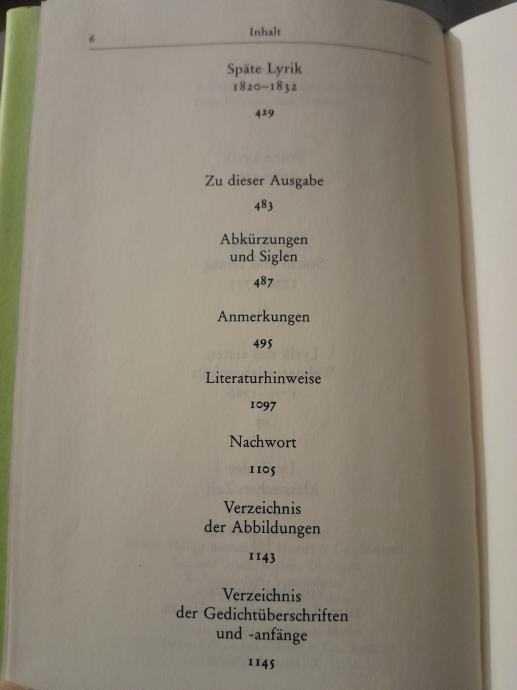 6
Inhalt
Späte Lyrik
1820–1832
429
Zu dieser Ausgabe
483
Abkürzungen
und Siglen
487
Anmerkungen
495
Literaturhinweise
1097
Nachwort
1105
Verzeichnis
der Abbildungen
1143
Verzeichnis
der Gedichtüberschriften
und -anfänge
1145